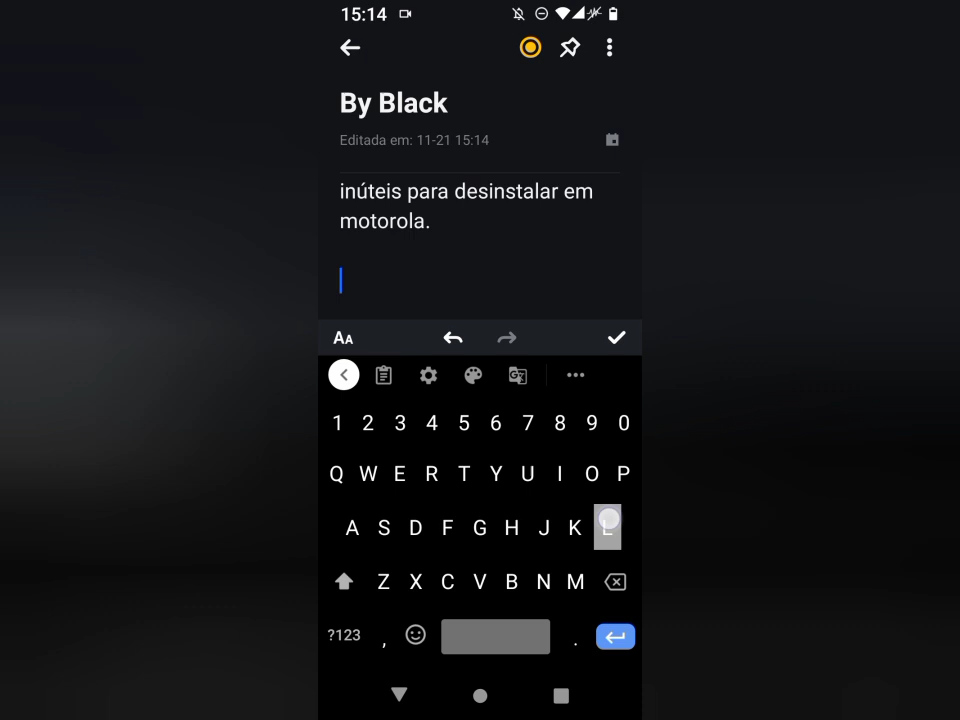 15:14
By Black
Editada em: 11-21 15:14
inúteis para desinstalar em
motorola.
AA
1 2 3 4 5 6 7 8 9 0
Q W E R T Y U I O P
A S D F G H J K L
Z X C V B N M
?123 , .